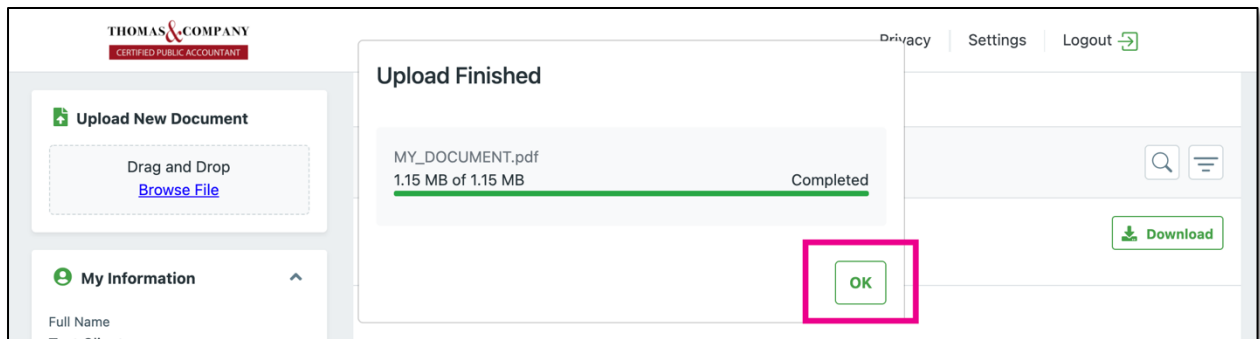 THOMAS&COMPANY
CERTIFIED PUBLIC ACCOUNTANT
Privacy
Settings
Logout
Upload New Document
Drag and Drop
Browse File
My Information
Full Name
Upload Finished
MY_DOCUMENT.pdf
1.15 MB of 1.15 MB
Completed
OK
Download